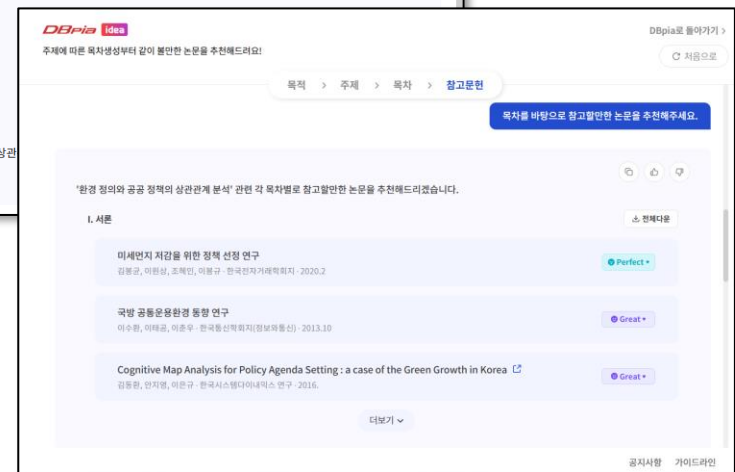 DBpia idea
DBpia로 돌아가기 >
주제에 따른 목차생성부터 같이 볼만한 논문을 추천해드려요!
처음으로
목적 > 주제 > 목차 > 참고문헌
목차를 바탕으로 참고할만한 논문을 추천해주세요.
상관
'환경 정의와 공공 정책의 상관관계 분석' 관련 각 목차별로 참고할만한 논문을 추천해드리겠습니다.
I. 서론
전체다운
미세먼지 저감을 위한 정책 선정 연구
Perfect +
김봉균, 이원상, 조혜인, 이봉규 · 한국전자거래학회지 · 2020.2
국방 공통운용환경 동향 연구
이수환, 이태공, 이준우 · 한국통신학회지(정보와통신) · 2013.10
Great +
Cognitive Map Analysis for Policy Agenda Setting : a case of the Green Growth in Korea
김동환, 안지영, 이은규 · 한국시스템다이내믹스 연구 · 2016.
Great +
더보기
공지사항 가이드라인